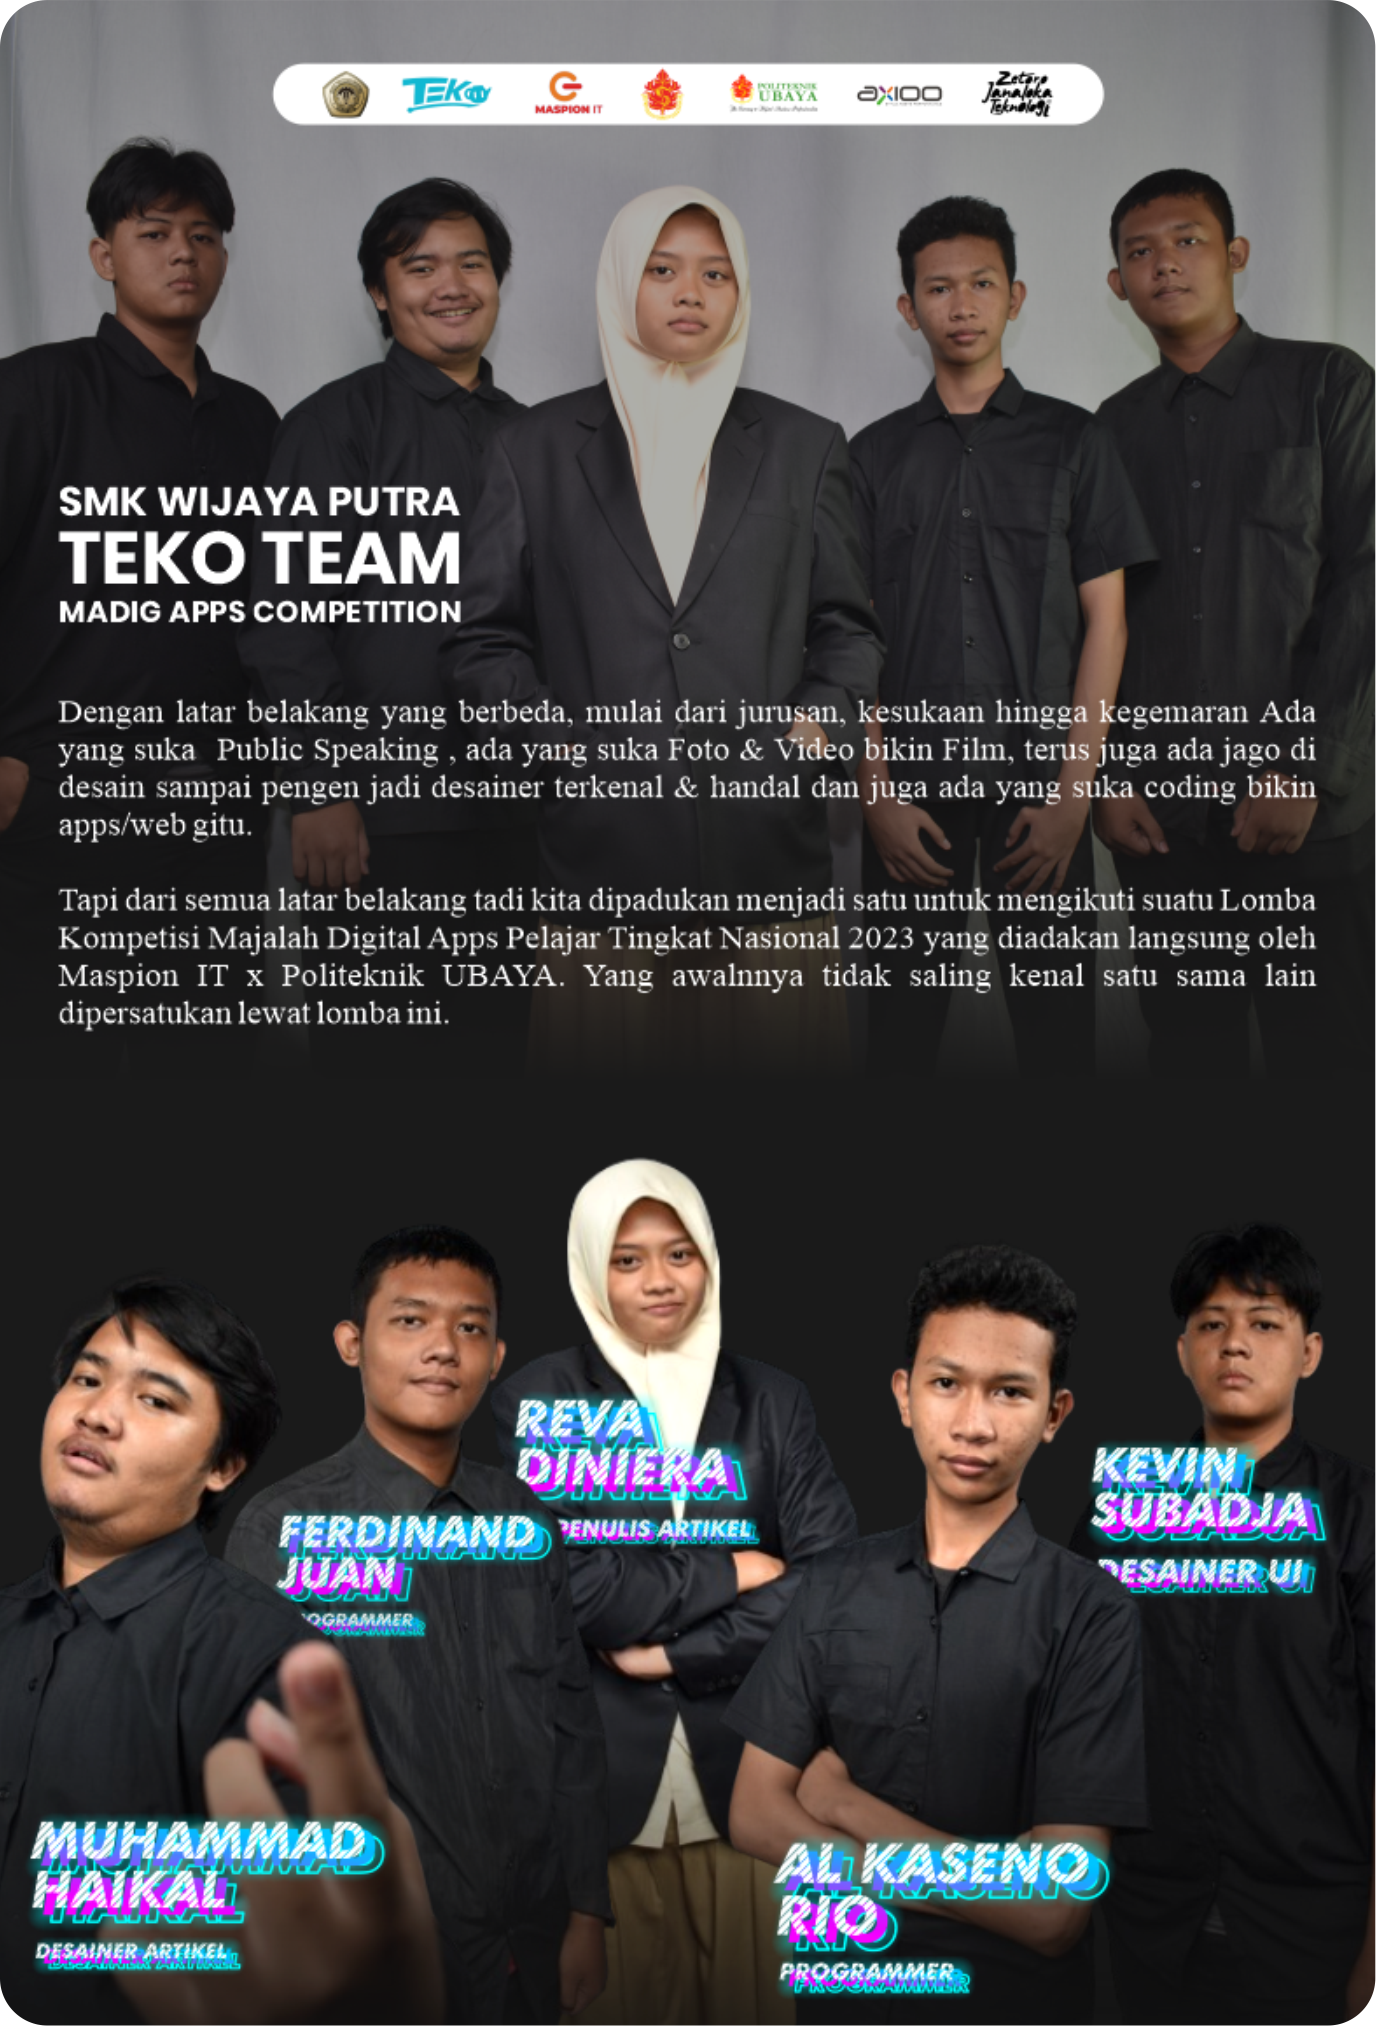 TEKO
MASPION IT
POLITEKNIK
UBAYA
AXIOO
Zetoro
Janaloka
Teknologi
SMK WIJAYA PUTRA
TEKO TEAM
MADIG APPS COMPETITION
Dengan latar belakang yang berbeda, mulai dari jurusan, kesukaan hingga kegemaran Ada
yang suka Public Speaking , ada yang suka Foto & Video bikin Film, terus juga ada jago di
desain sampai pengen jadi desainer terkenal & handal dan juga ada yang suka coding bikin
apps/web gitu.
Tapi dari semua latar belakang tadi kita dipadukan menjadi satu untuk mengikuti suatu Lomba
Kompetisi Majalah Digital Apps Pelajar Tingkat Nasional 2023 yang diadakan langsung oleh
Maspion IT x Politeknik UBAYA. Yang awalnnya tidak saling kenal satu sama lain
dipersatukan lewat lomba ini.
REVA
DINIERA
PENULIS ARTIKEL
KEVIN
SUBADJA
DESAINER UI
FERDINAND
JUAN
ROGRAMMER
MUHAMMAD
HAIKAL
DESAINER ARTIKEL
AL KASENO
RIO
PROGRAMMER